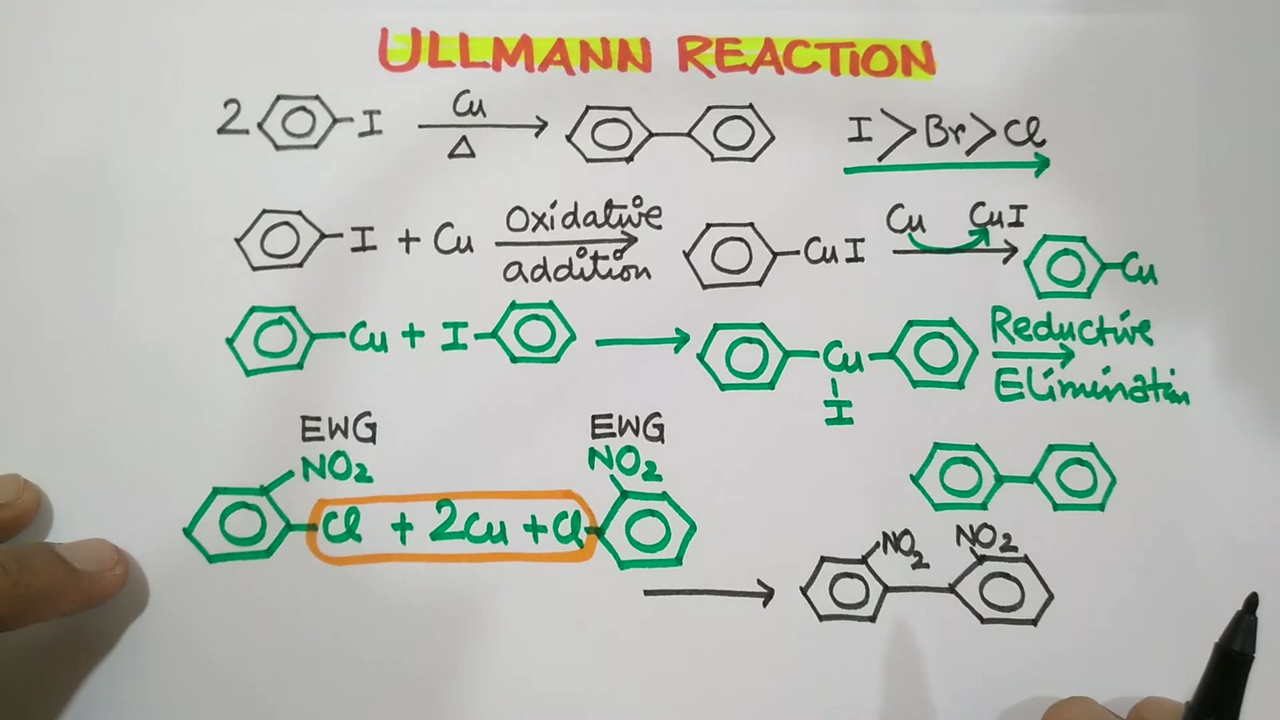 ULLMANN REACTION
2 I Cu Δ I > Br > Cl
I + Cu Oxidative addition CuI Cu CuI Cu
Cu + I Cu I Reductive Elimination
EWG EWG
NO2 NO2
Cl + 2Cu + Cl
NO2 NO2